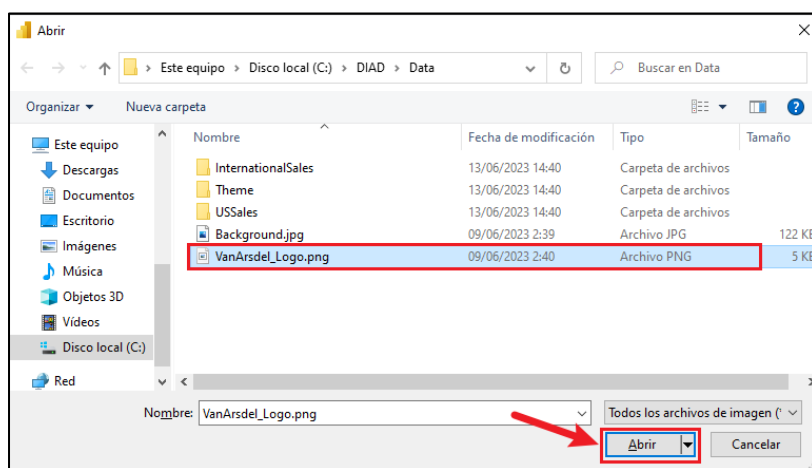 Abrir
Este equipo > Disco local (C:) > DIAD > Data
Buscar en Data
Organizar
Nueva carpeta
Nombre Fecha de modificación Tipo Tamaño
Este equipo
Descargas
Documentos
Escritorio
Imágenes
Música
Objetos 3D
Vídeos
Disco local (C:)
Red
InternationalSales 13/06/2023 14:40 Carpeta de archivos
Theme 13/06/2023 14:40 Carpeta de archivos
USSales 13/06/2023 14:40 Carpeta de archivos
Background.jpg 09/06/2023 2:39 Archivo JPG 122 KB
VanArsdel_Logo.png 09/06/2023 2:40 Archivo PNG 5 KB
Nombre: VanArsdel_Logo.png
Todos los archivos de imagen (*
Abrir Cancelar